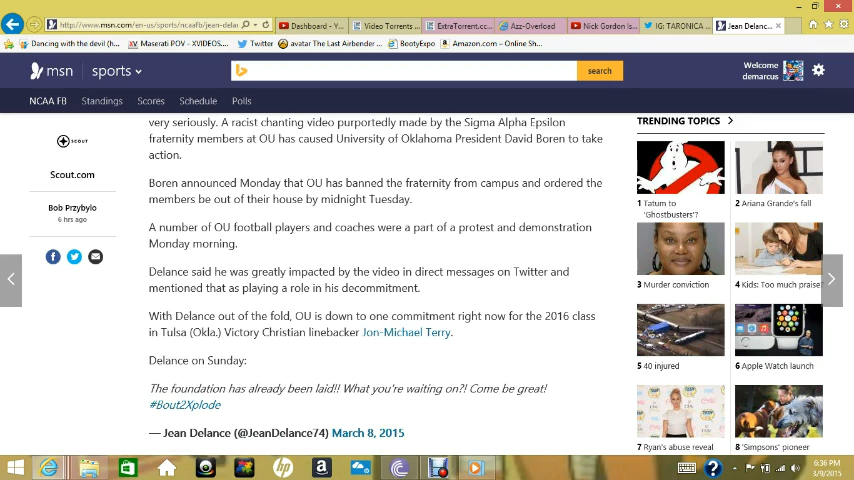 http://www.msn.com/en-us/sports/ncaafb/jean-delar
Dashboard - Y...
Video Torrents ...
ExtraTorrent.cc...
Azz-Overload
Nick Gordon Is...
IG: TARONICA ...
Jean Delanc...
Dancing with the devil (h...
Maserati POV - XVIDEOS....
Twitter
avatar The Last Airbender ...
BootyExpo
Amazon.com – Online Sh...
msn
sports
search
Welcome
demarcus
NCAA FB
Standings
Scores
Schedule
Polls
SCOUT
Scout.com
Bob Przybylo
6 hrs ago
very seriously. A racist chanting video purportedly made by the Sigma Alpha Epsilon
fraternity members at OU has caused University of Oklahoma President David Boren to take
action.
Boren announced Monday that OU has banned the fraternity from campus and ordered the
members be out of their house by midnight Tuesday.
A number of OU football players and coaches were a part of a protest and demonstration
Monday morning.
Delance said he was greatly impacted by the video in direct messages on Twitter and
mentioned that as playing a role in his decommitment.
With Delance out of the fold, OU is down to one commitment right now for the 2016 class
in Tulsa (Okla.) Victory Christian linebacker Jon-Michael Terry.
Delance on Sunday:
The foundation has already been laid!! What you're waiting on?! Come be great!
#Bout2Xplode
— Jean Delance (@JeanDelance74) March 8, 2015
TRENDING TOPICS
1 Tatum to
'Ghostbusters'?
2 Ariana Grande's fall
3 Murder conviction
4 Kids: Too much praise?
5 40 injured
6 Apple Watch launch
7 Ryan's abuse reveal
8 'Simpsons' pioneer
6:36 PM
3/9/2015